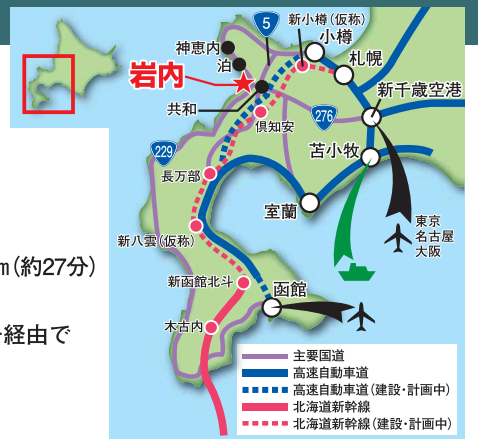 5
新小樽(仮称)
小樽
神恵内
札幌
泊
岩内
新千歳空港
共和
276
倶知安
苫小牧
229
長万部
室蘭
東京
名古屋
大阪
新八雲(仮称)
m(約27分)
新函館北斗
函館
経由で
木古内
主要国道
高速自動車道
高速自動車道(建設・計画中)
北海道新幹線
北海道新幹線(建設・計画中)